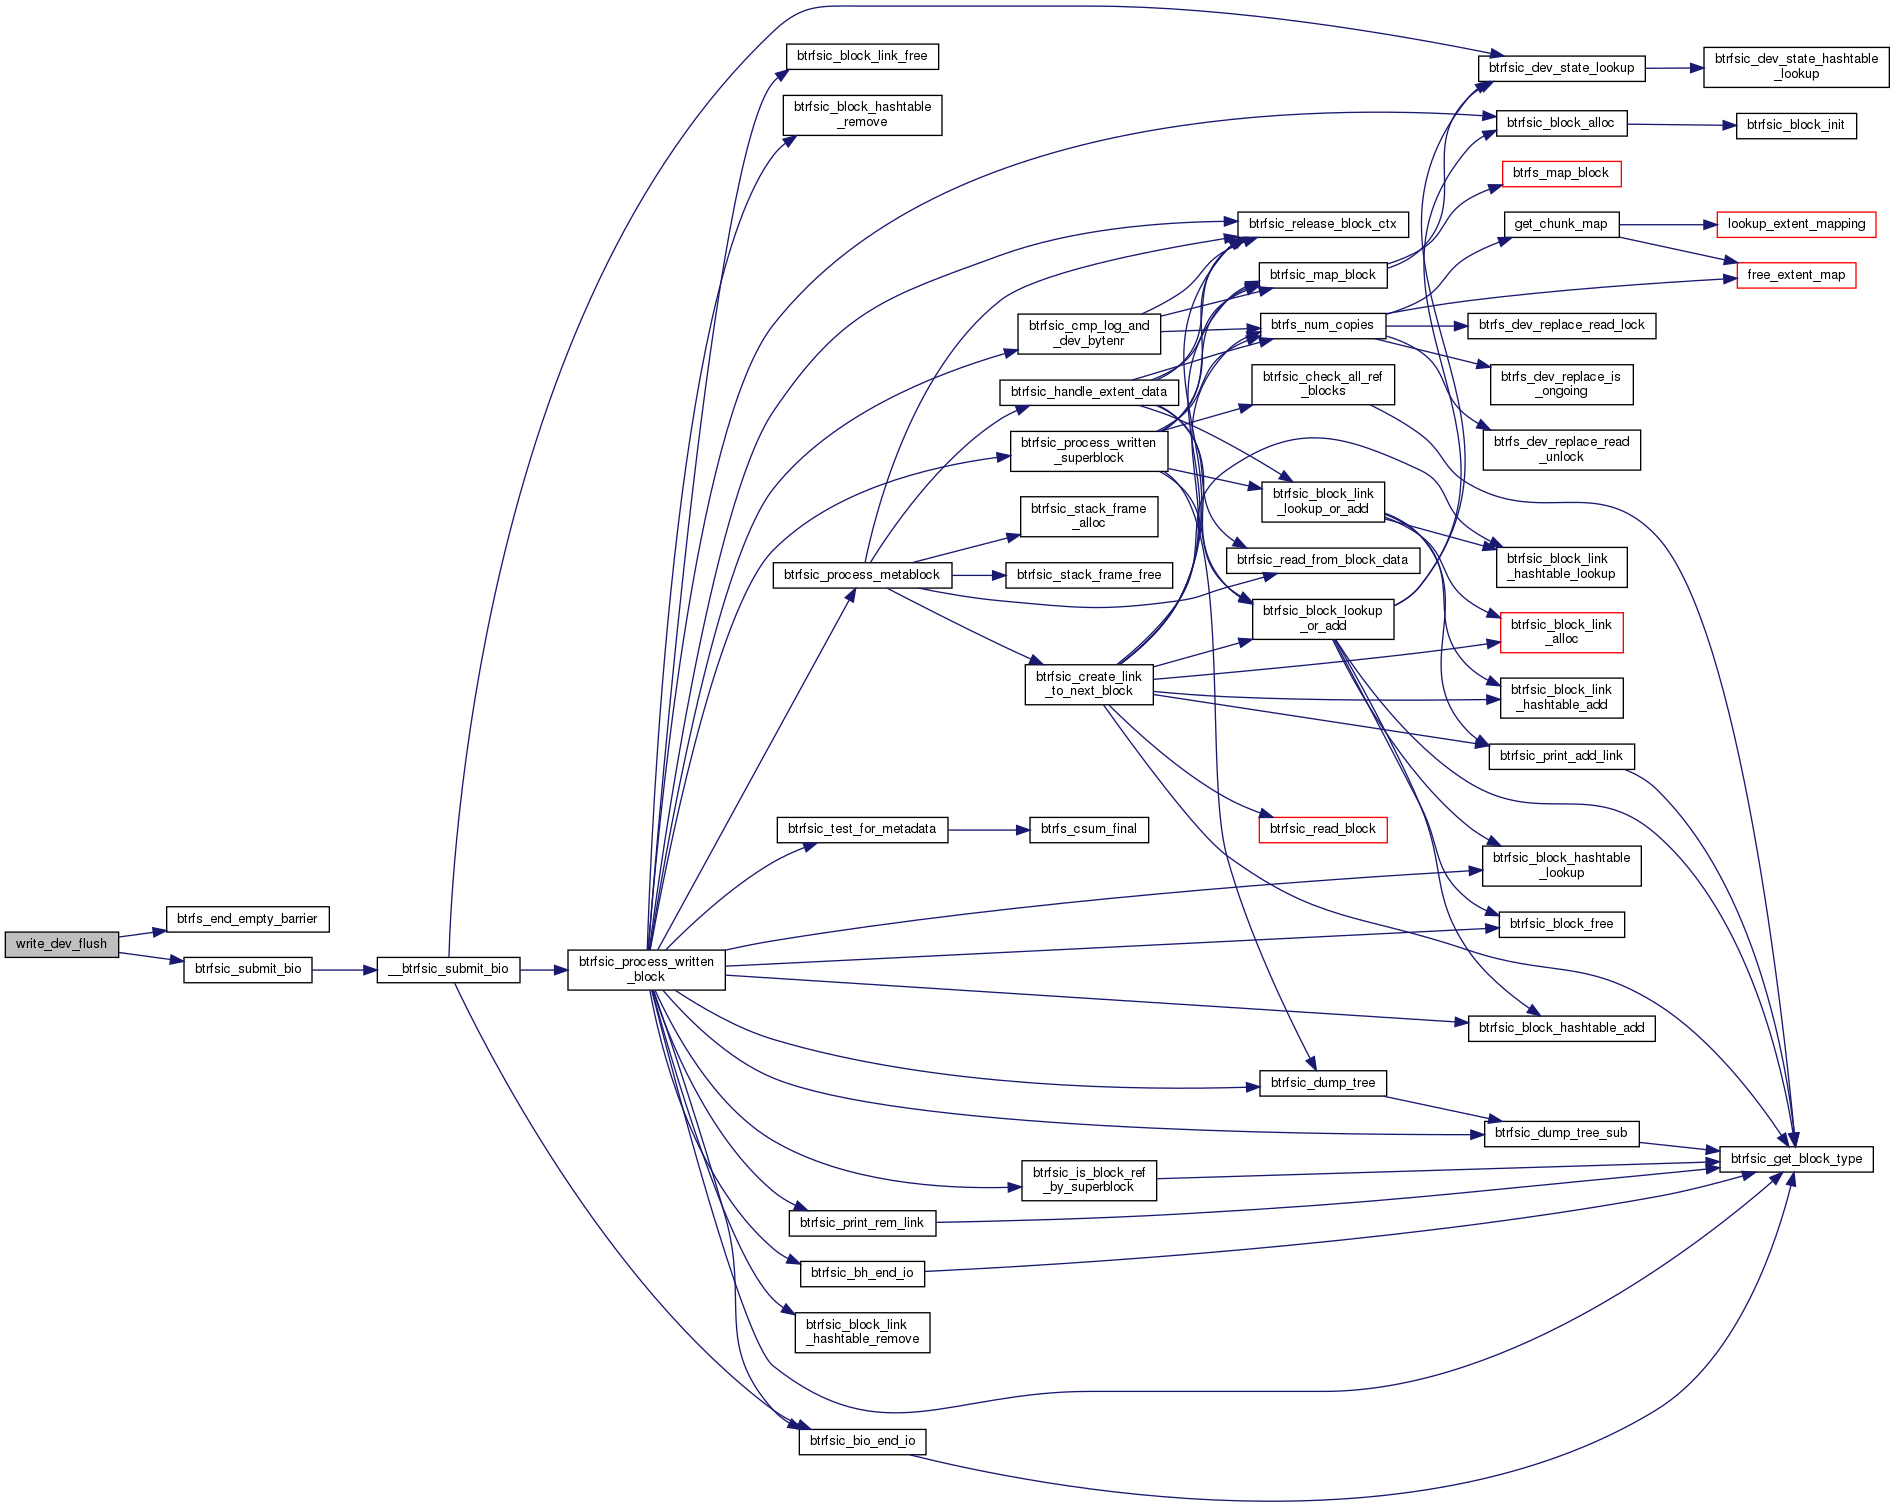 write_dev_flush
btrfs_end_empty_barrier
btrfsic_submit_bio
__btrfsic_submit_bio
btrfsic_process_written
_block
btrfsic_block_link_free
btrfsic_block_hashtable
_remove
btrfsic_process_metablock
btrfsic_test_for_metadata
btrfsic_print_rem_link
btrfsic_bh_end_io
btrfsic_block_link
_hashtable_remove
btrfsic_bio_end_io
btrfsic_cmp_log_and
_dev_bytenr
btrfsic_handle_extent_data
btrfsic_process_written
_superblock
btrfsic_stack_frame
_alloc
btrfsic_stack_frame_free
btrfsic_create_link
_to_next_block
btrfs_csum_final
btrfsic_is_block_ref
_by_superblock
btrfsic_release_block_ctx
btrfsic_map_block
btrfs_num_copies
btrfsic_check_all_ref
_blocks
btrfsic_block_link
_lookup_or_add
btrfsic_read_from_block_data
btrfsic_block_lookup
_or_add
btrfsic_read_block
btrfsic_dump_tree
btrfsic_dev_state_lookup
btrfsic_block_alloc
btrfs_map_block
get_chunk_map
btrfs_dev_replace_read_lock
btrfs_dev_replace_is
_ongoing
btrfs_dev_replace_read
_unlock
btrfsic_block_link
_hashtable_lookup
btrfsic_block_link
_alloc
btrfsic_block_link
_hashtable_add
btrfsic_print_add_link
btrfsic_block_hashtable
_lookup
btrfsic_block_free
btrfsic_block_hashtable_add
btrfsic_dump_tree_sub
btrfsic_dev_state_hashtable
_lookup
btrfsic_block_init
lookup_extent_mapping
free_extent_map
btrfsic_get_block_type